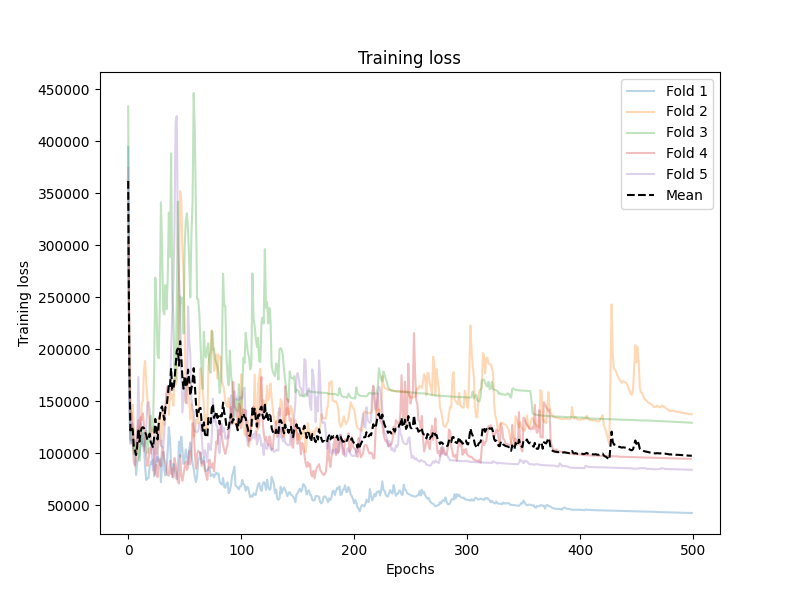 Training loss
450000
400000
350000
300000
250000
200000
150000
100000
50000
Training loss
0
100
200
300
400
500
Epochs
Fold 1
Fold 2
Fold 3
Fold 4
Fold 5
Mean